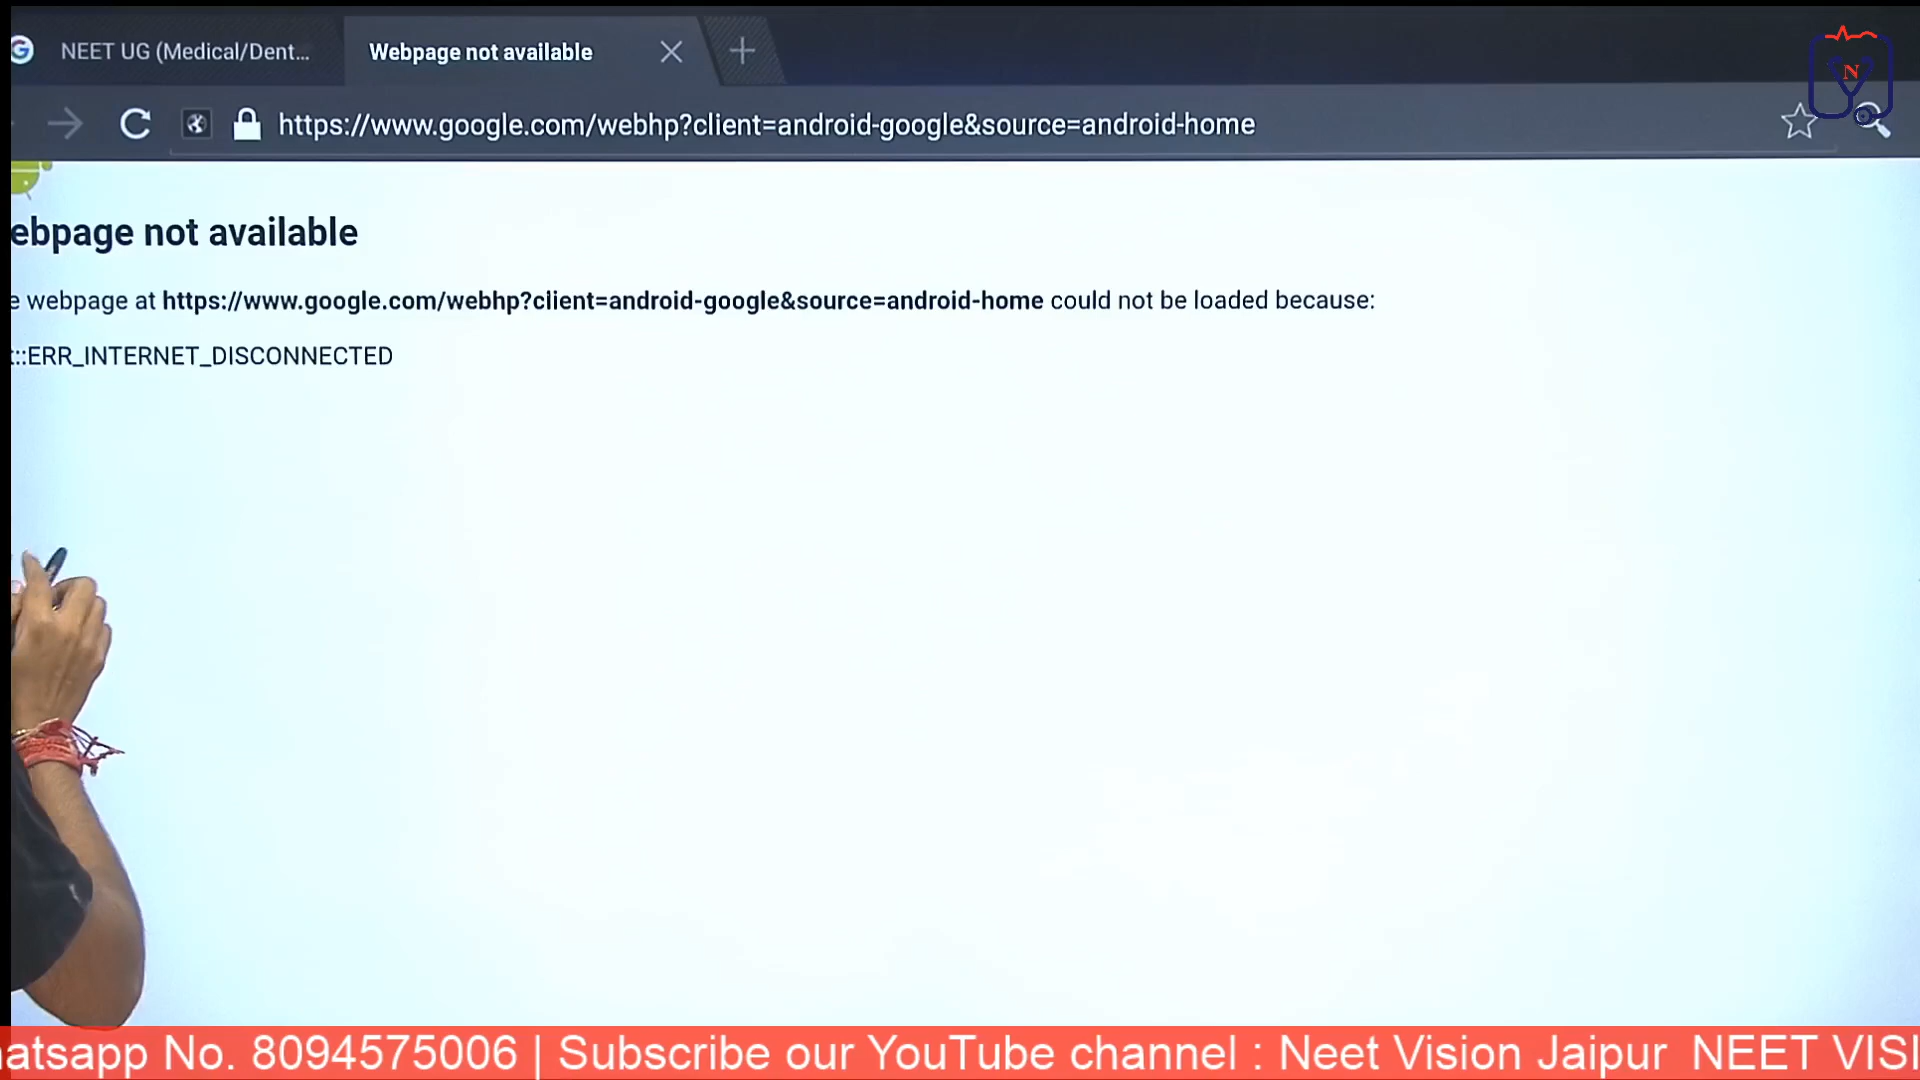 NEET UG (Medical/Dent...
Webpage not available
https://www.google.com/webhp?client=android-google&source=android-home
N
ebpage not available
e webpage at https://www.google.com/webhp?client=android-google&source=android-home could not be loaded because:
::ERR_INTERNET_DISCONNECTED
hatsapp No. 8094575006 | Subscribe our YouTube channel : Neet Vision Jaipur NEET VISI